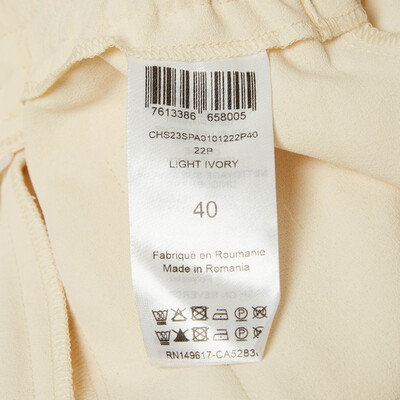 7613386 658005
CHS23SPA0101222P40
22P
LIGHT IVORY
40
Fabriqué en Roumanie
Made in Romania
RN149617-CA5283